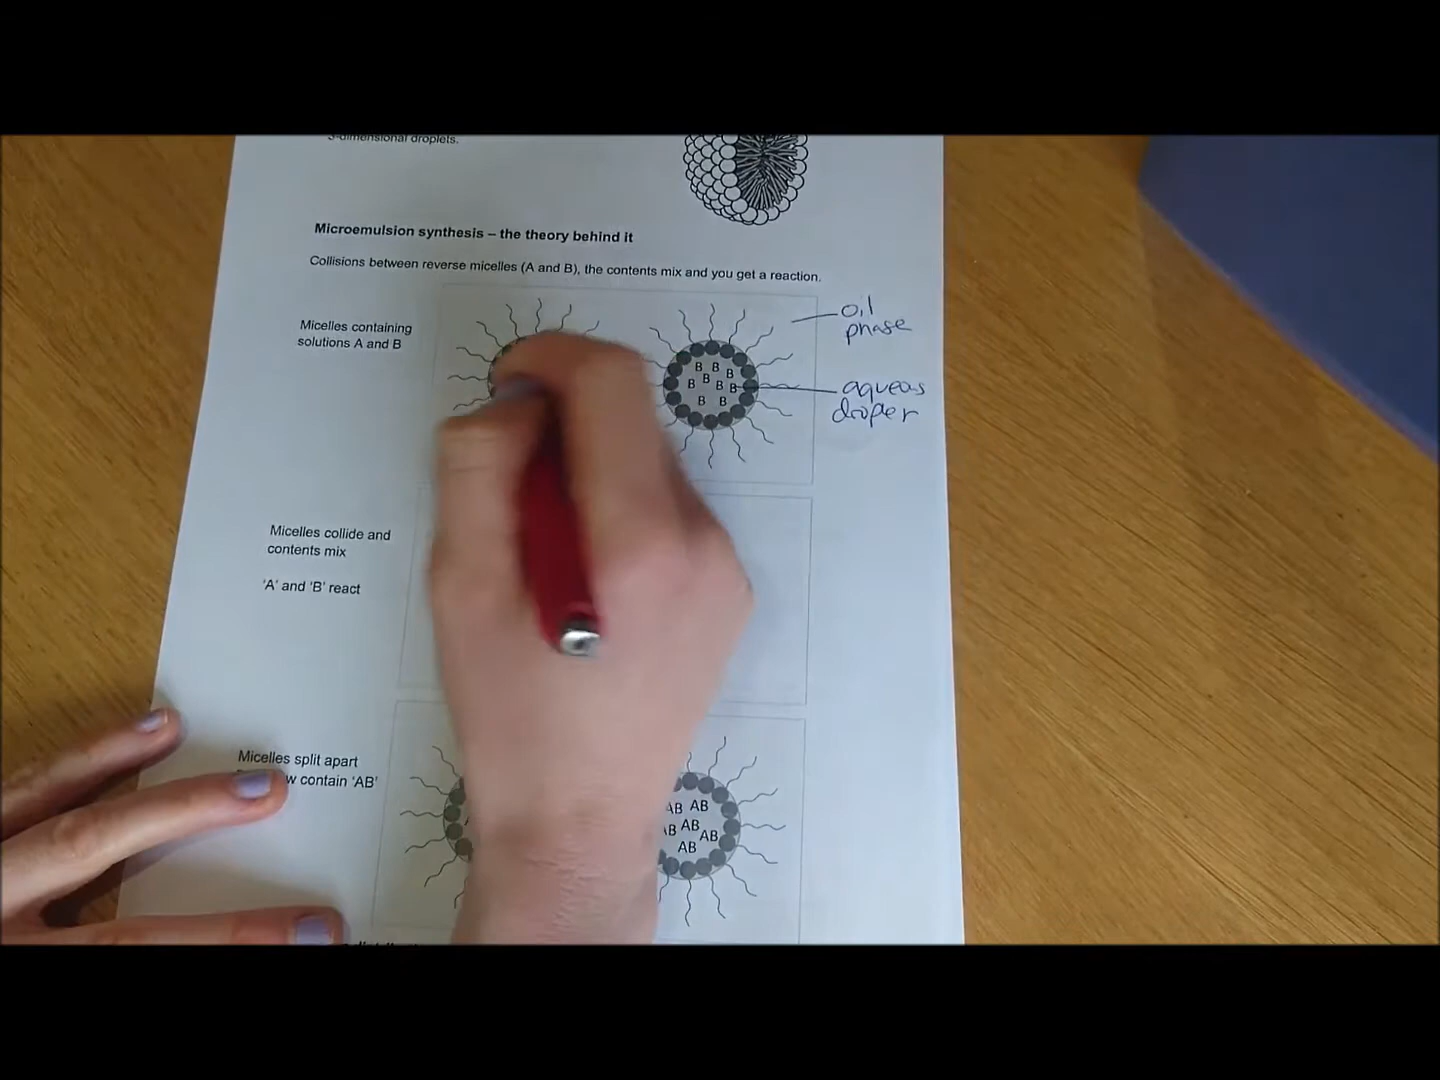 3-dimensional droplets.
Microemulsion synthesis – the theory behind it
Collisions between reverse micelles (A and B), the contents mix and you get a reaction.
Micelles containing
solutions A and B
oil
phase
B B B
B B B B
B B
aqueos
droper
Micelles collide and
contents mix
'A' and 'B' react
Micelles split apart
contain 'AB'
AB AB
AB AB AB
AB